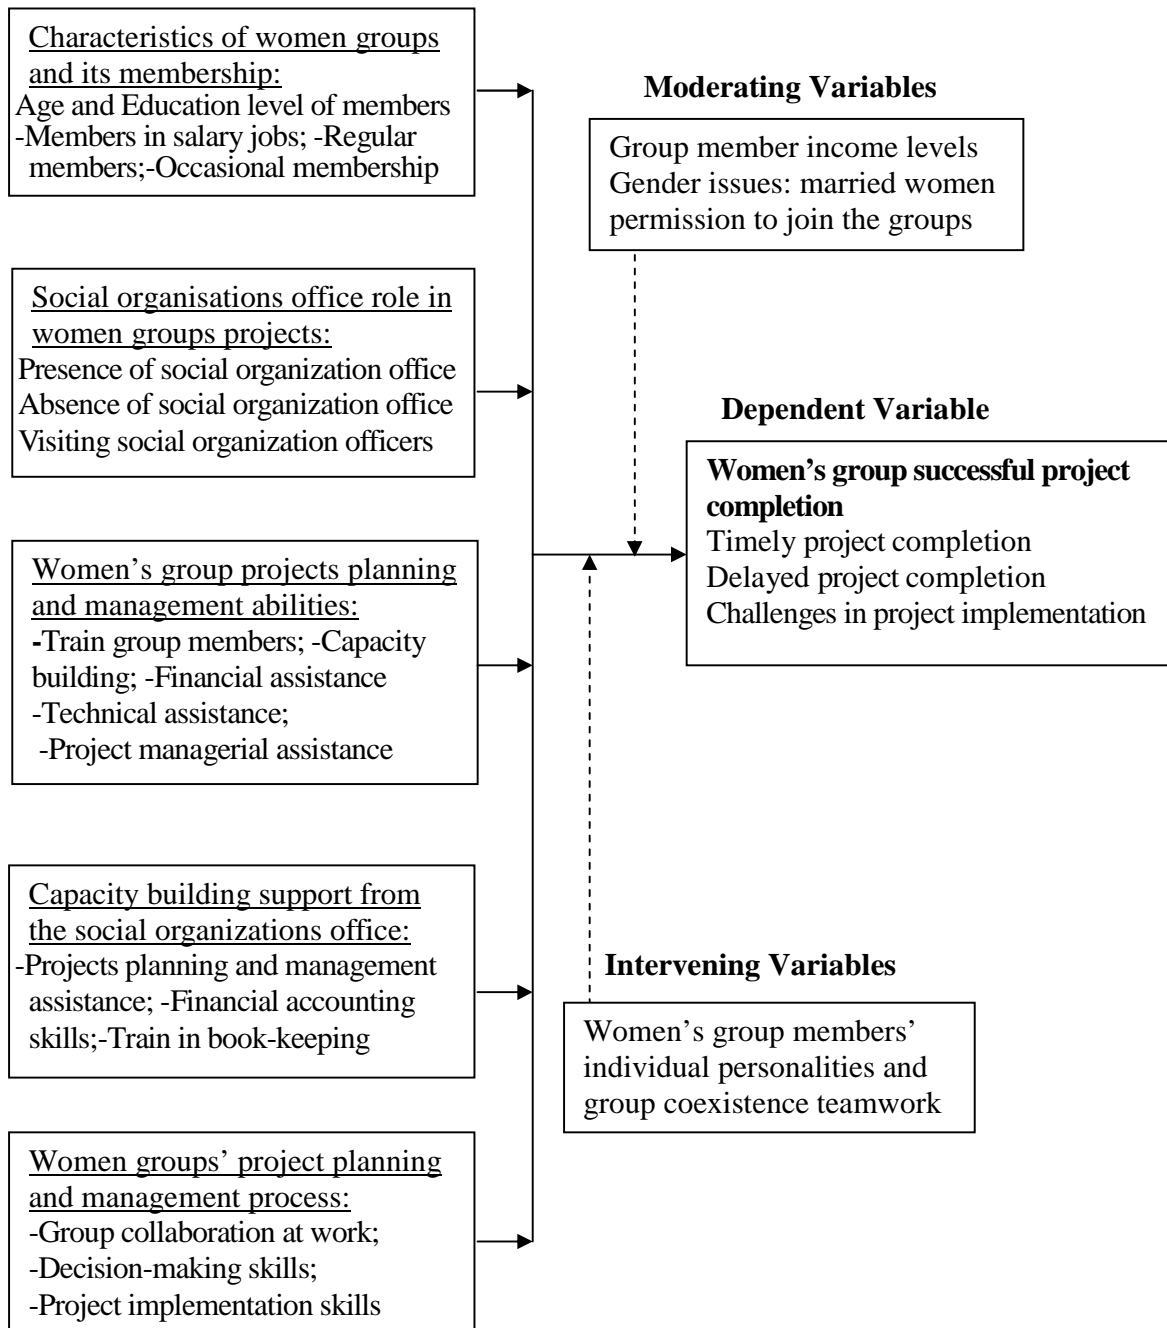 Characteristics of women groups
and its membership:
Age and Education level of members
-Members in salary jobs; -Regular
members;-Occasional membership
Social organisations office role in
women groups projects:
Presence of social organization office
Absence of social organization office
Visiting social organization officers
Women’s group projects planning
and management abilities:
-Train group members; -Capacity
building; -Financial assistance
-Technical assistance;
-Project managerial assistance
Capacity building support from
the social organizations office:
-Projects planning and management
assistance; -Financial accounting
skills;-Train in book-keeping
Women groups’ project planning
and management process:
-Group collaboration at work;
-Decision-making skills;
-Project implementation skills
Moderating Variables
Group member income levels
Gender issues: married women
permission to join the groups
Dependent Variable
Women’s group successful project
completion
Timely project completion
Delayed project completion
Challenges in project implementation
Intervening Variables
Women’s group members’
individual personalities and
group coexistence teamwork